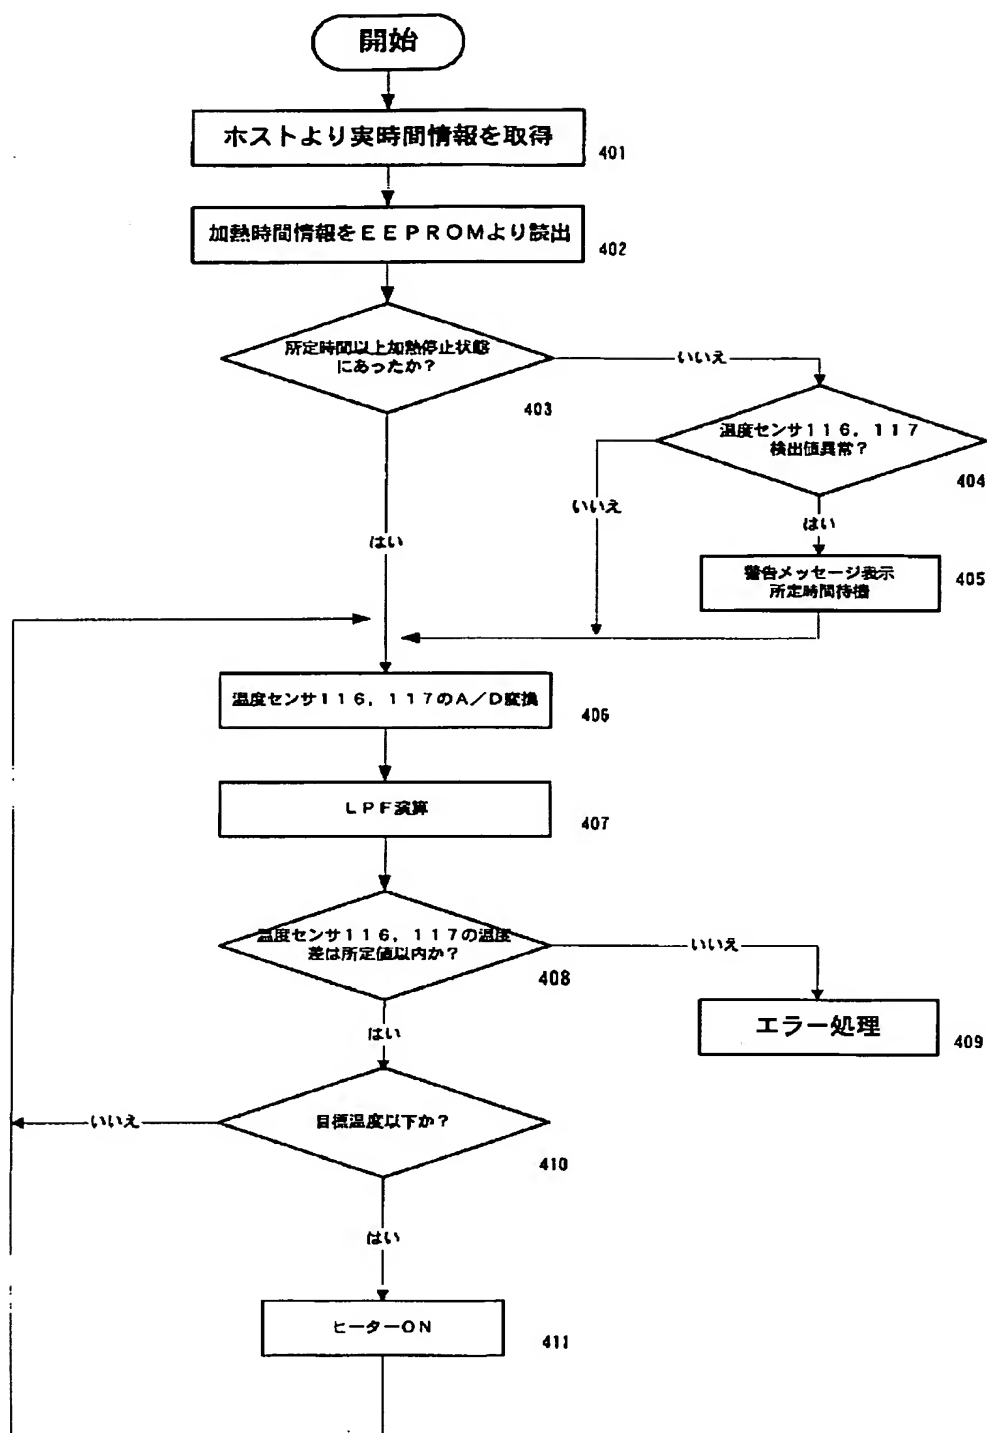 開始
ホストより実時間情報を取得
401
加熱時間情報をＥＥＰＲＯＭより読出
402
所定時間以上加熱停止状態
にあったか？
403
いいえ
温度センサ１１６，１１７
検出値異常？
404
いいえ
はい
はい
警告メッセージ表示
所定時間待機
405
温度センサ１１６，１１７のＡ／Ｄ変換
406
ＬＰＦ演算
407
温度センサ１１６，１１７の温度
差は所定値以内か？
408
いいえ
エラー処理
409
はい
目標温度以下か？
410
いいえ
はい
ヒーターＯＮ
411